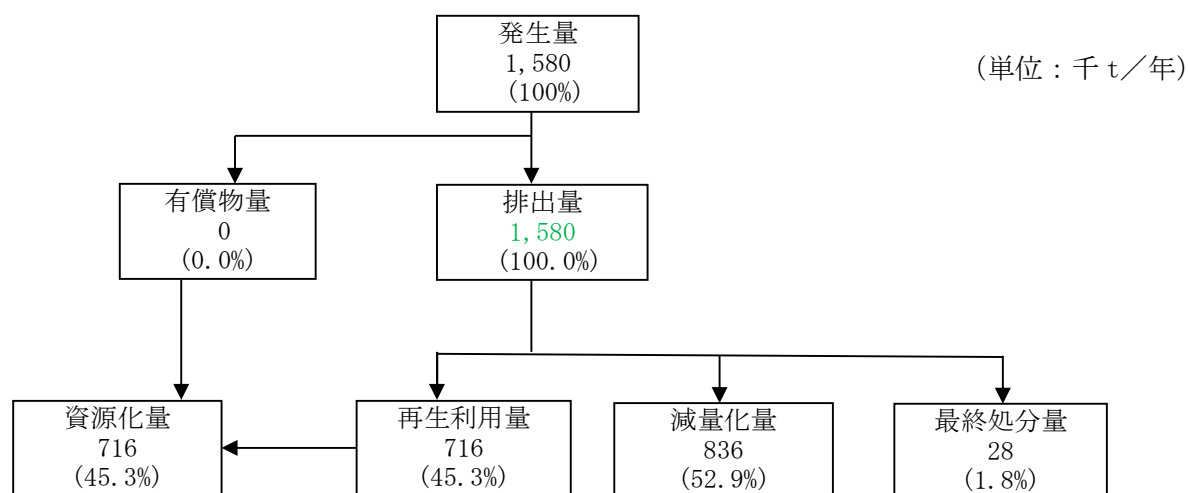 発生量
1,580
(100%)
(単位：千 t／年)
有償物量
0
(0.0%)
排出量
1,580
(100.0%)
資源化量
716
(45.3%)
再生利用量
716
(45.3%)
減量化量
836
(52.9%)
最終処分量
28
(1.8%)